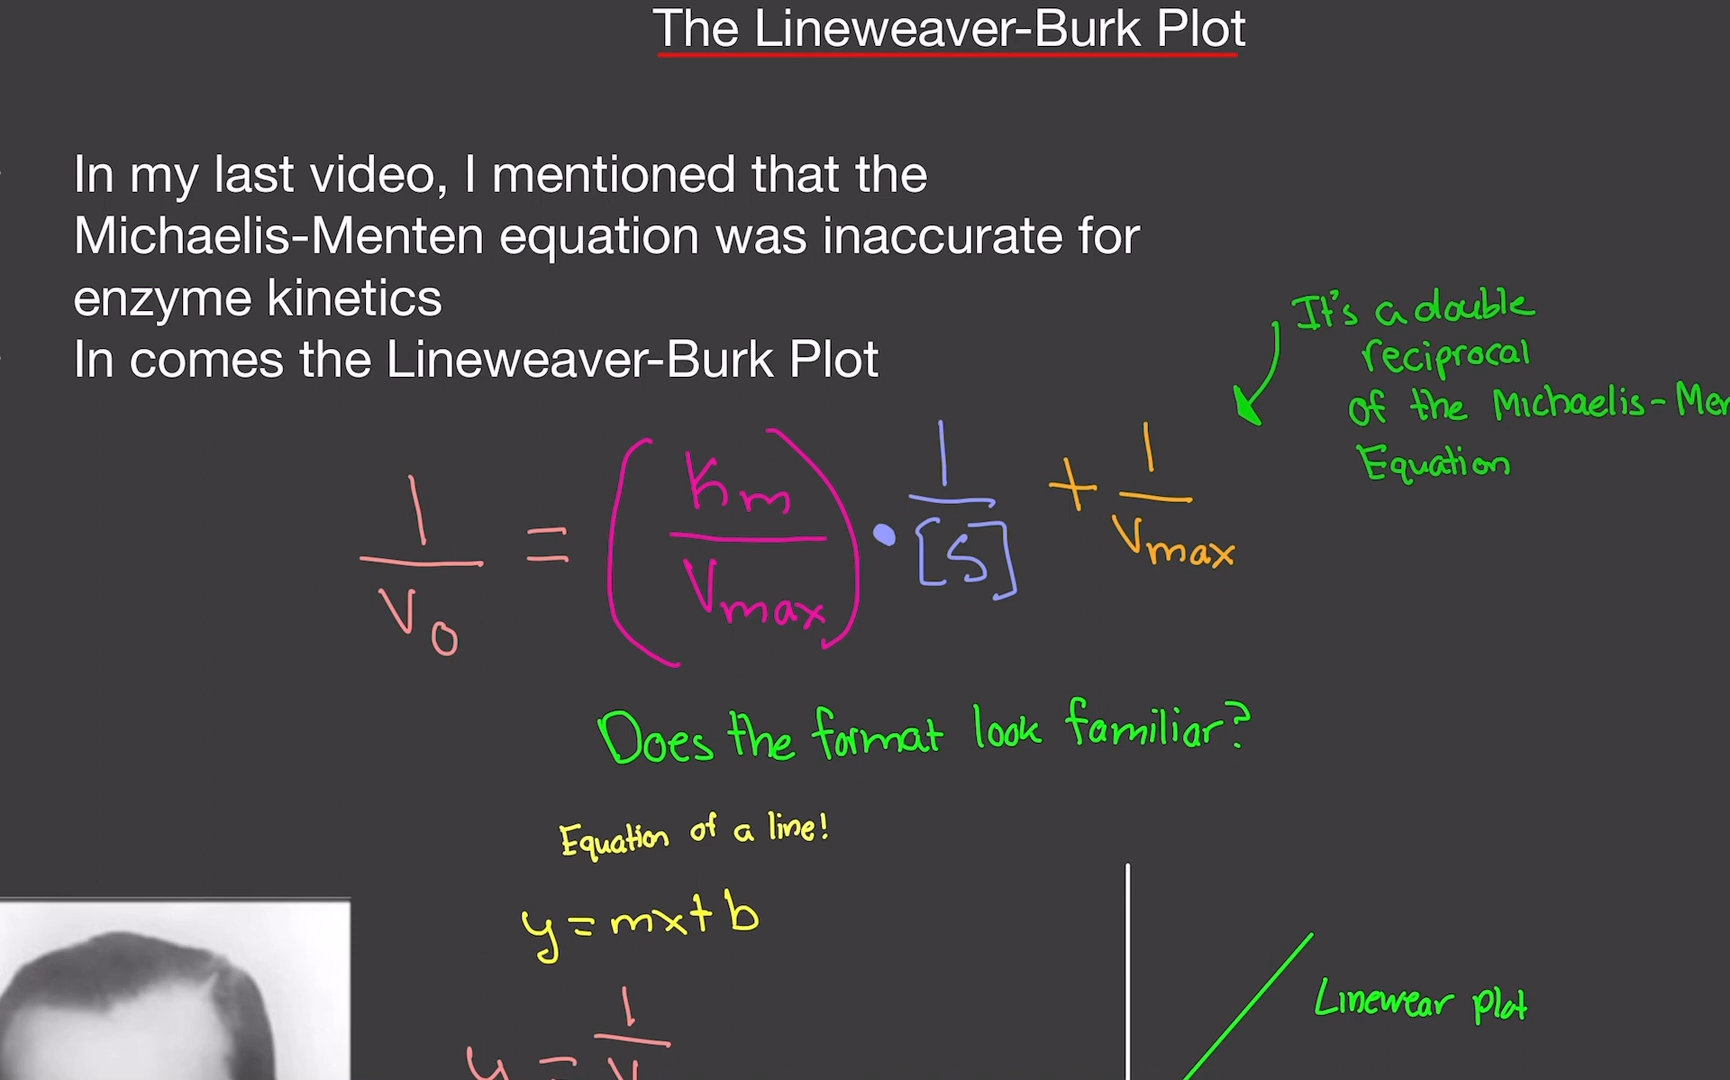 The Lineweaver-Burk Plot
In my last video, I mentioned that the
Michaelis-Menten equation was inaccurate for
enzyme kinetics
In comes the Lineweaver-Burk Plot
It's a double
reciprocal
of the Michaelis-Men
Equation
1/V₀ = (Km/Vmax) • 1/[S] + 1/Vmax
Does the format look familiar?
Equation of a line!
y = mx + b
y = 1/V
Linewear plot